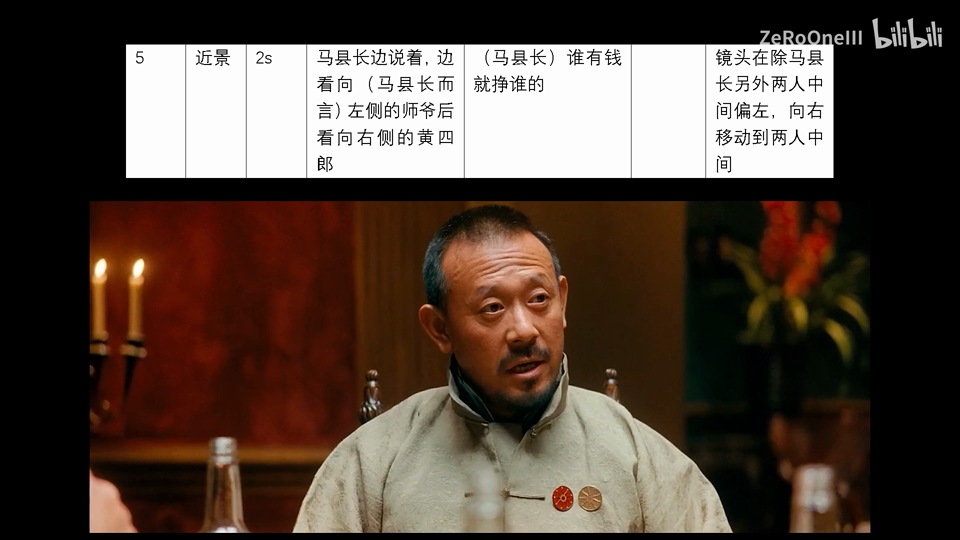 ZeRoOneIII bilibili
5
近景
2s
马县长边说着，边
看向（马县长而
言）左侧的师爷后
看向右侧的黄四
郎
（马县长）谁有钱
就挣谁的
镜头在除马县
长另外两人中
间偏左，向右
移动到两人中
间